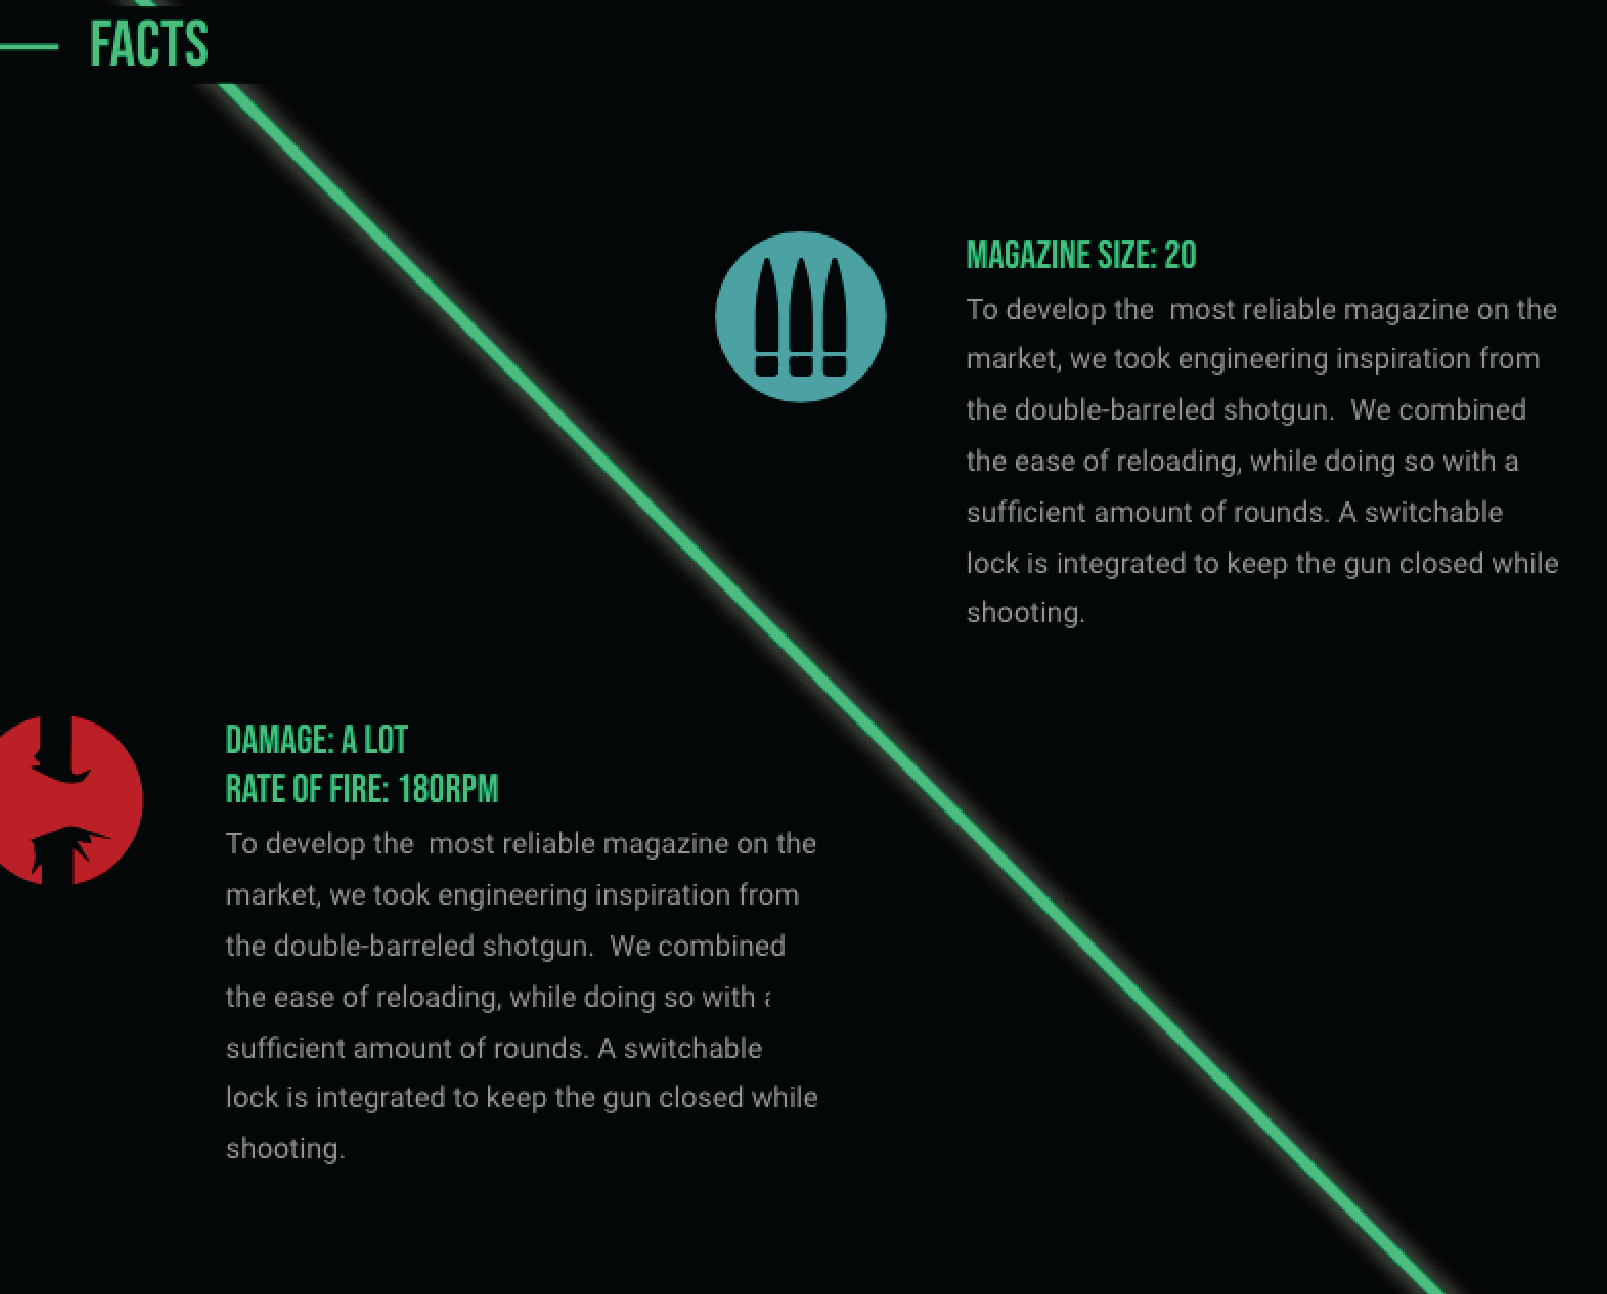 FACTS
MAGAZINE SIZE: 20
To develop the  most reliable magazine on the
market, we took engineering inspiration from
the double-barreled shotgun.  We combined
the ease of reloading, while doing so with a
sufficient amount of rounds. A switchable
lock is integrated to keep the gun closed while
shooting.
DAMAGE: A LOT
RATE OF FIRE: 180RPM
To develop the  most reliable magazine on the
market, we took engineering inspiration from
the double-barreled shotgun.  We combined
the ease of reloading, while doing so with a
sufficient amount of rounds. A switchable
lock is integrated to keep the gun closed while
shooting.